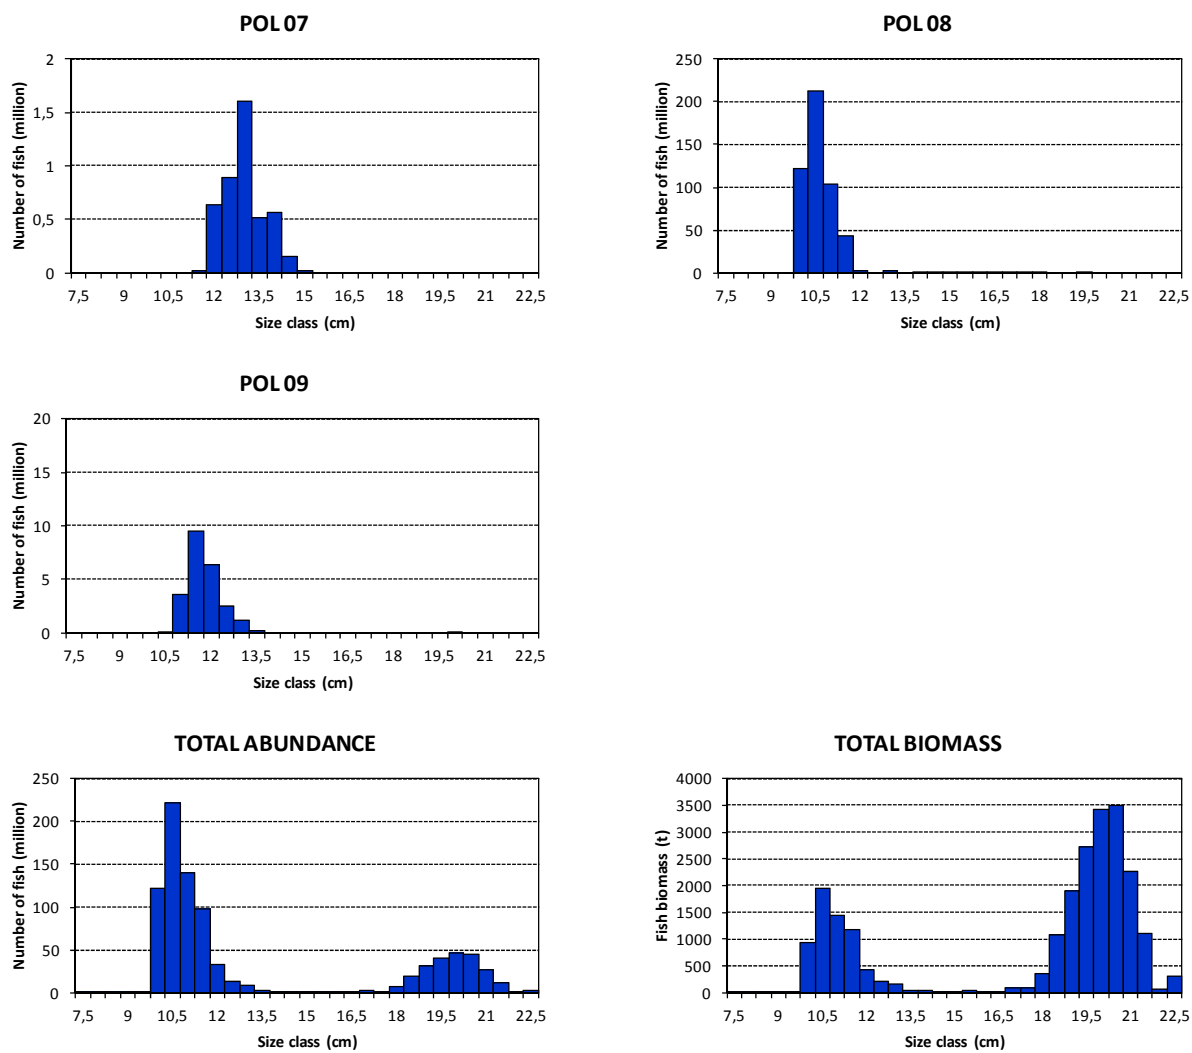 POL 07
Number of fish (million)
2
1,5
1
0,5
0
7,5 9 10,5 12 13,5 15 16,5 18 19,5 21 22,5
Size class (cm)
POL 08
Number of fish (million)
250
200
150
100
50
0
7,5 9 10,5 12 13,5 15 16,5 18 19,5 21 22,5
Size class (cm)
POL 09
Number of fish (million)
20
15
10
5
0
7,5 9 10,5 12 13,5 15 16,5 18 19,5 21 22,5
Size class (cm)
TOTAL ABUNDANCE
Number of fish (million)
250
200
150
100
50
0
7,5 9 10,5 12 13,5 15 16,5 18 19,5 21 22,5
Size class (cm)
TOTAL BIOMASS
Fish biomass (t)
4000
3500
3000
2500
2000
1500
1000
500
0
7,5 9 10,5 12 13,5 15 16,5 18 19,5 21 22,5
Size class (cm)